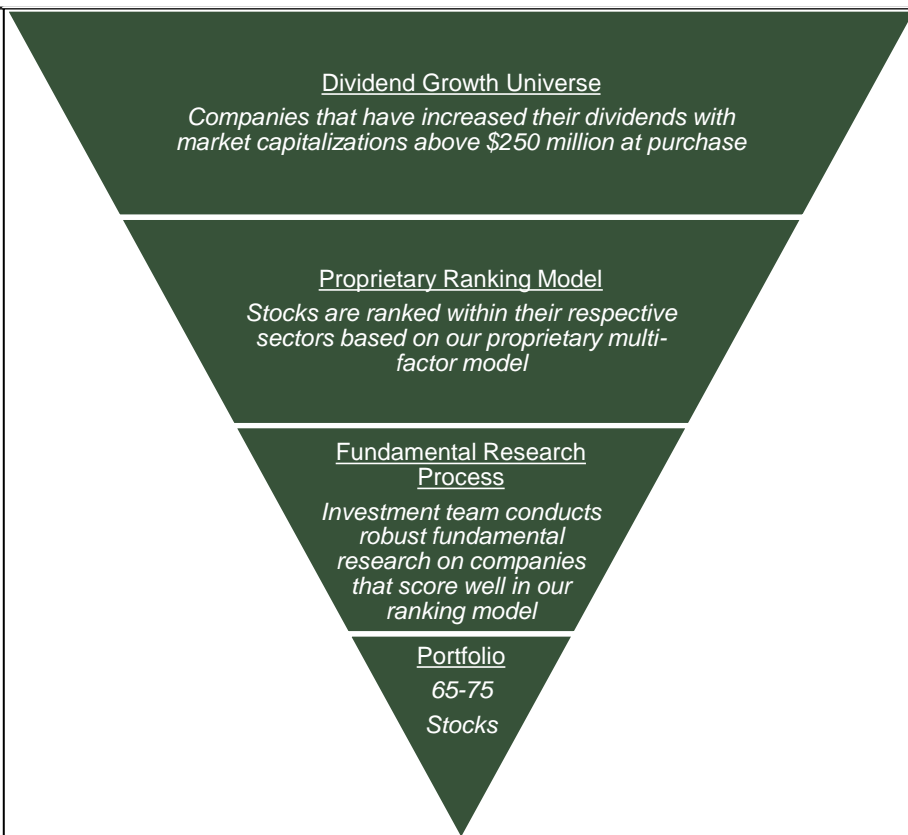 Dividend Growth Universe
Companies that have increased their dividends with
market capitalizations above $250 million at purchase
Proprietary Ranking Model
Stocks are ranked within their respective
sectors based on our proprietary multi-
factor model
Fundamental Research
Process
Investment team conducts
robust fundamental
research on companies
that score well in our
ranking model
Portfolio
65-75
Stocks